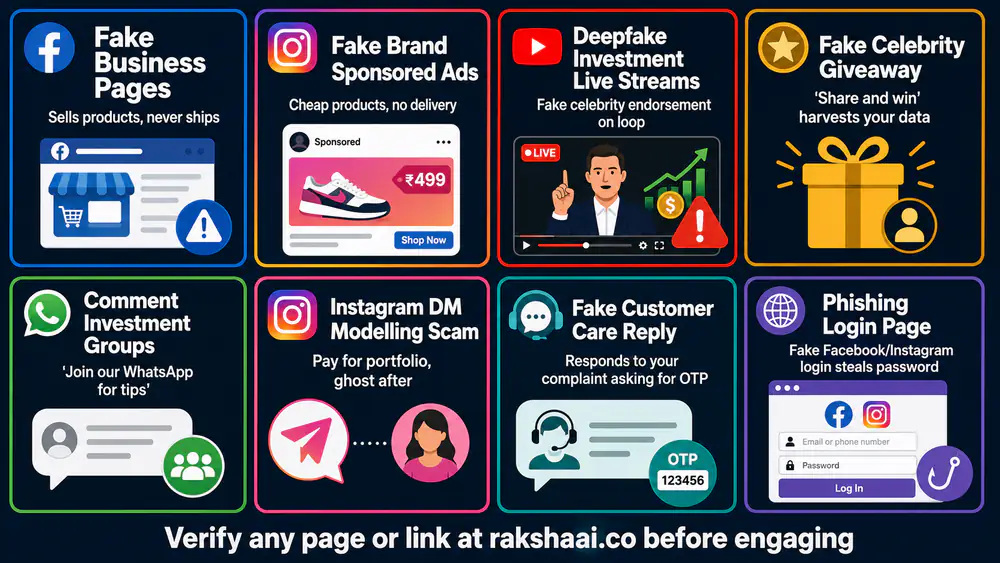 Fake
Business
Pages
Sells products, never ships
Fake Brand
Sponsored Ads
Cheap products, no delivery
Sponsored
₹499
Shop Now
Deepfake
Investment
Live Streams
Fake celebrity endorsement
on loop
LIVE
$
Fake Celebrity
Giveaway
'Share and win'
harvests your data
Comment
Investment
Groups
'Join our WhatsApp
for tips'
Instagram DM
Modelling Scam
Pay for portfolio,
ghost after
Fake Customer
Care Reply
Responds to your
complaint asking for OTP
OTP
123456
Phishing
Login Page
Fake Facebook/Instagram
login steals password
Email or phone number
Password
Log In
Verify any page or link at rakshaai.co before engaging